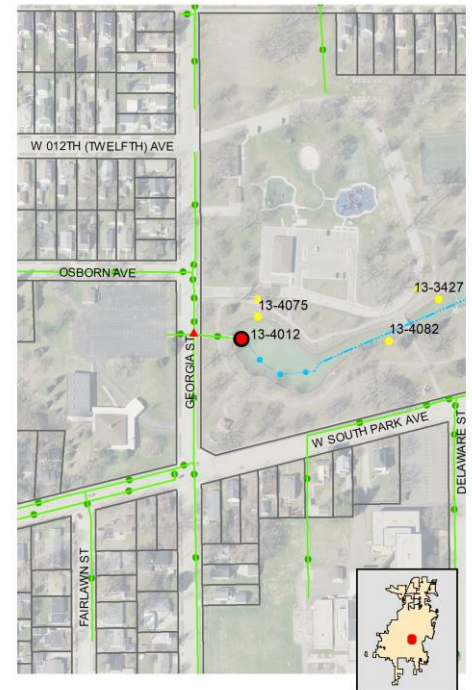 W 012TH (TWELFTH) AVE
OSBORN AVE
13-3427
13-4075
13-4012
13-4082
GEORGIA ST
W SOUTH PARK AVE
DELAWARE ST
FAIRLAWN ST